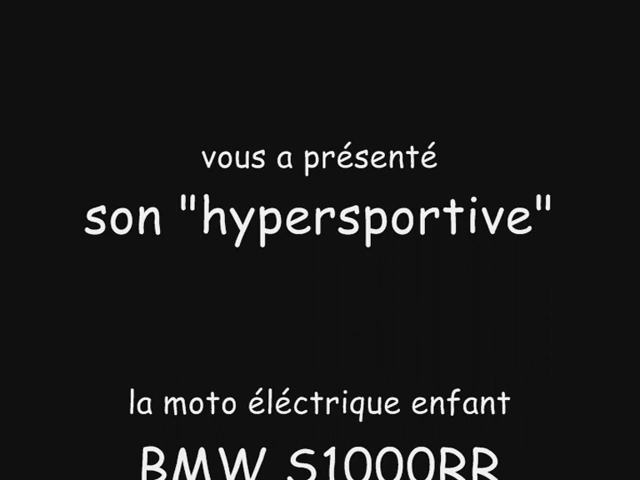 vous a présenté
son "hypersportive"
la moto éléctrique enfant
BMW S1000RR